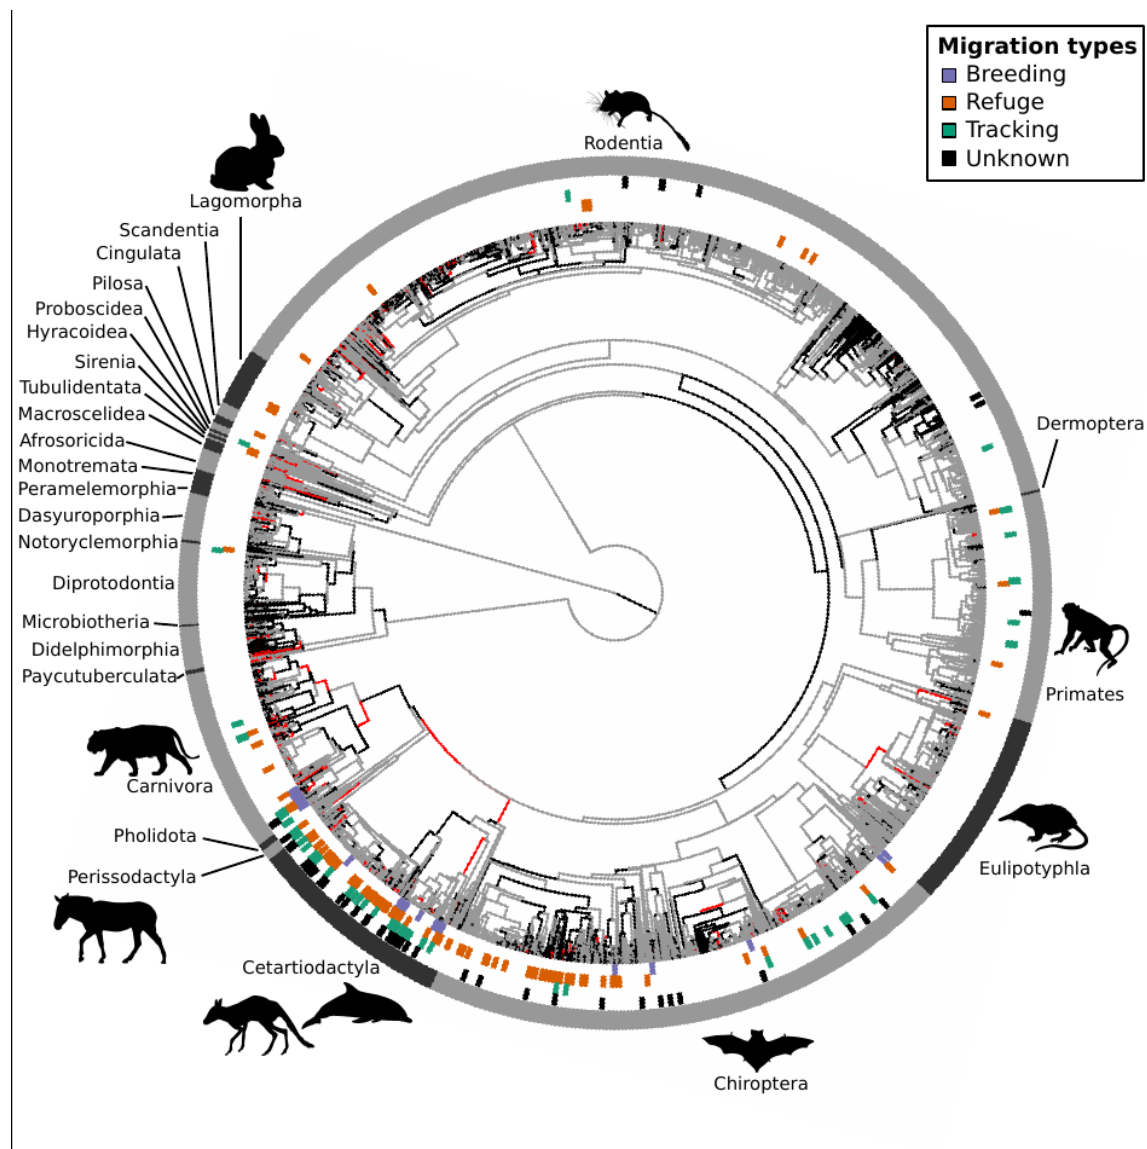 Migration types
Breeding
Refuge
Tracking
Unknown
Rodentia
Lagomorpha
Scandentia
Cingulata
Pilosa
Proboscidea
Hyracoidea
Sirenia
Tubulidentata
Macroscelidea
Afrosoricida
Monotremata
Peramelemorphia
Dasyuroporphia
Notoryclemorphia
Diprotodontia
Microbiotheria
Didelphimorphia
Paycutuberculata
Carnivora
Pholidota
Perissodactyla
Cetartiodactyla
Chiroptera
Eulipotyphla
Primates
Dermoptera